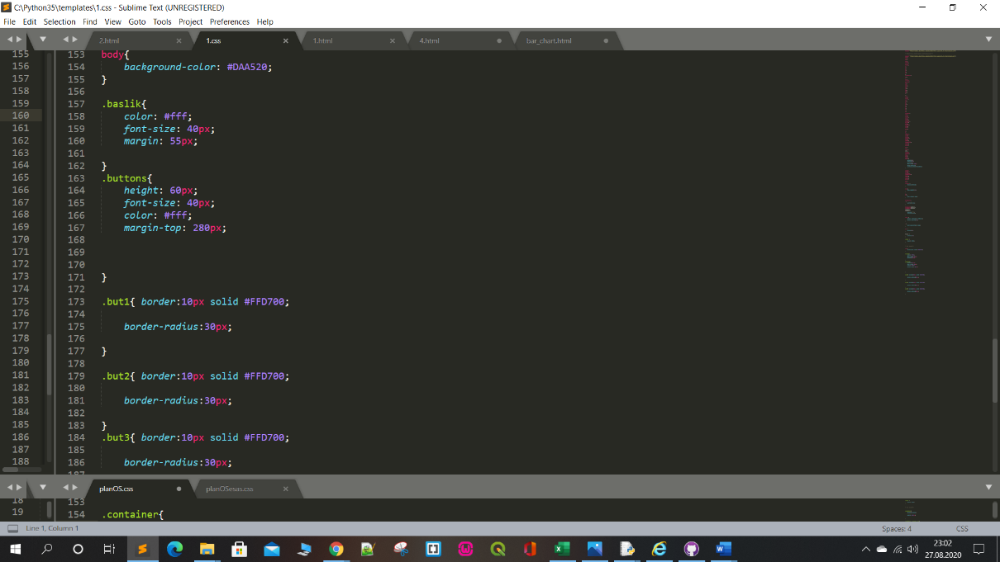 C:\Python35\templates\1.css - Sublime Text (UNREGISTERED)
File Edit Selection Find View Goto Tools Project Preferences Help
2.html 1.css 1.html 4.html bar_chart.html
155 153 body{
156 154 background-color: #DAA520;
157 155 }
158 156
159 157 .baslik{
160 158 color: #fff;
161 159 font-size: 40px;
162 160 margin: 55px;
163 161
164 162 }
165 163 .buttons{
166 164 height: 60px;
167 165 font-size: 40px;
168 166 color: #fff;
169 167 margin-top: 280px;
170 168
171 169
172 170
173 171 }
174 172
175 173 .but1{ border:10px solid #FFD700;
176 174
177 175 border-radius:30px;
178 176
179 177 }
180 178
181 179 .but2{ border:10px solid #FFD700;
182 180
183 181 border-radius:30px;
184 182
185 183 }
186 184 .but3{ border:10px solid #FFD700;
187 185
188 186 border-radius:30px;
187
planOS.css planOSesas.css
18 153
19 154 .container{
Line 1, Column 1 Spaces: 4 CSS
23:02
27.08.2020